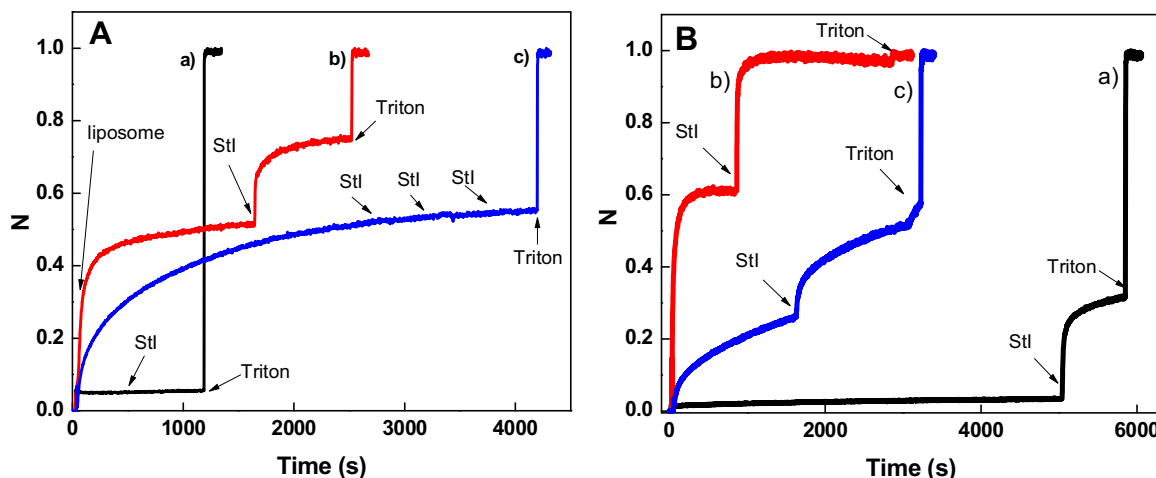 A
a)
b)
c)
liposome
StI
Triton
StI
StI
StI
StI
Triton
Triton
N
1.0
0.8
0.6
0.4
0.2
0.0
0
1000
2000
3000
4000
Time (s)
B
Triton
b)
c)
a)
StI
Triton
StI
Triton
StI
N
1.0
0.8
0.6
0.4
0.2
0.0
0
2000
4000
6000
Time (s)